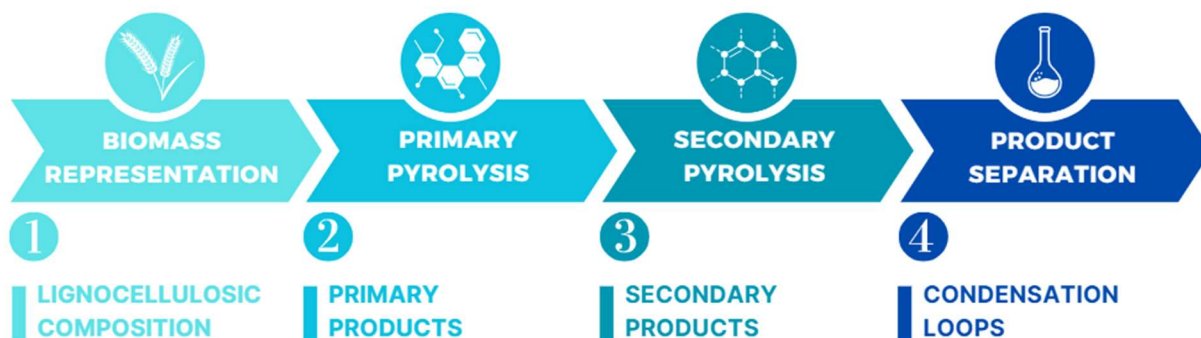 BIOMASS
REPRESENTATION
PRIMARY
PYROLYSIS
SECONDARY
PYROLYSIS
PRODUCT
SEPARATION
1
LIGNOCELLULOSIC
COMPOSITION
2
PRIMARY
PRODUCTS
3
SECONDARY
PRODUCTS
4
CONDENSATION
LOOPS